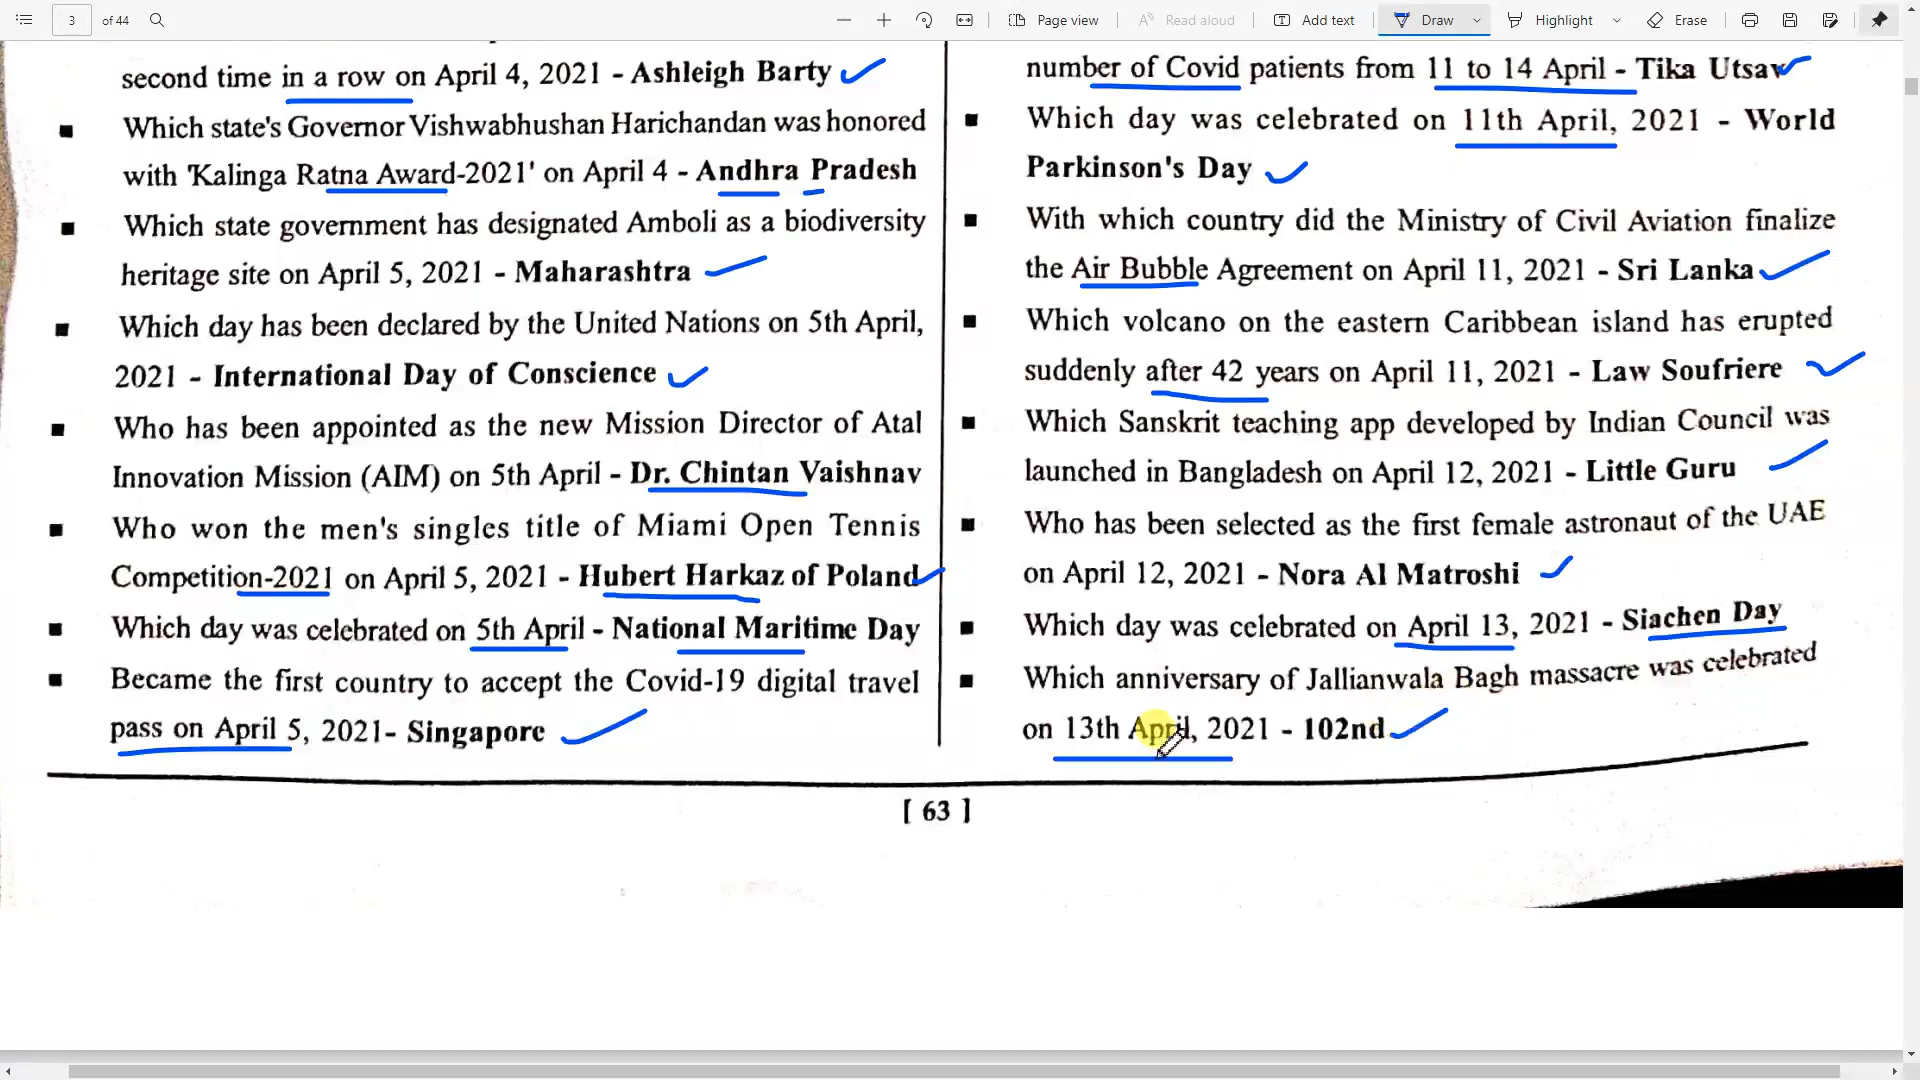 3
of 44
Page view
Read aloud
Add text
Draw
Highlight
Erase
second time in a row on April 4, 2021 - Ashleigh Barty
■ Which state's Governor Vishwabhushan Harichandan was honored
with 'Kalinga Ratna Award-2021' on April 4 - Andhra Pradesh
■ Which state government has designated Amboli as a biodiversity
heritage site on April 5, 2021 - Maharashtra
■ Which day has been declared by the United Nations on 5th April,
2021 - International Day of Conscience
■ Who has been appointed as the new Mission Director of Atal
Innovation Mission (AIM) on 5th April - Dr. Chintan Vaishnav
■ Who won the men's singles title of Miami Open Tennis
Competition-2021 on April 5, 2021 - Hubert Harkaz of Poland
■ Which day was celebrated on 5th April - National Maritime Day
■ Became the first country to accept the Covid-19 digital travel
pass on April 5, 2021- Singapore
number of Covid patients from 11 to 14 April - Tika Utsav
■ Which day was celebrated on 11th April, 2021 - World
Parkinson's Day
■ With which country did the Ministry of Civil Aviation finalize
the Air Bubble Agreement on April 11, 2021 - Sri Lanka
■ Which volcano on the eastern Caribbean island has erupted
suddenly after 42 years on April 11, 2021 - Law Soufriere
■ Which Sanskrit teaching app developed by Indian Council was
launched in Bangladesh on April 12, 2021 - Little Guru
■ Who has been selected as the first female astronaut of the UAE
on April 12, 2021 - Nora Al Matroshi
■ Which day was celebrated on April 13, 2021 - Siachen Day
■ Which anniversary of Jallianwala Bagh massacre was celebrated
on 13th April, 2021 - 102nd
[ 63 ]